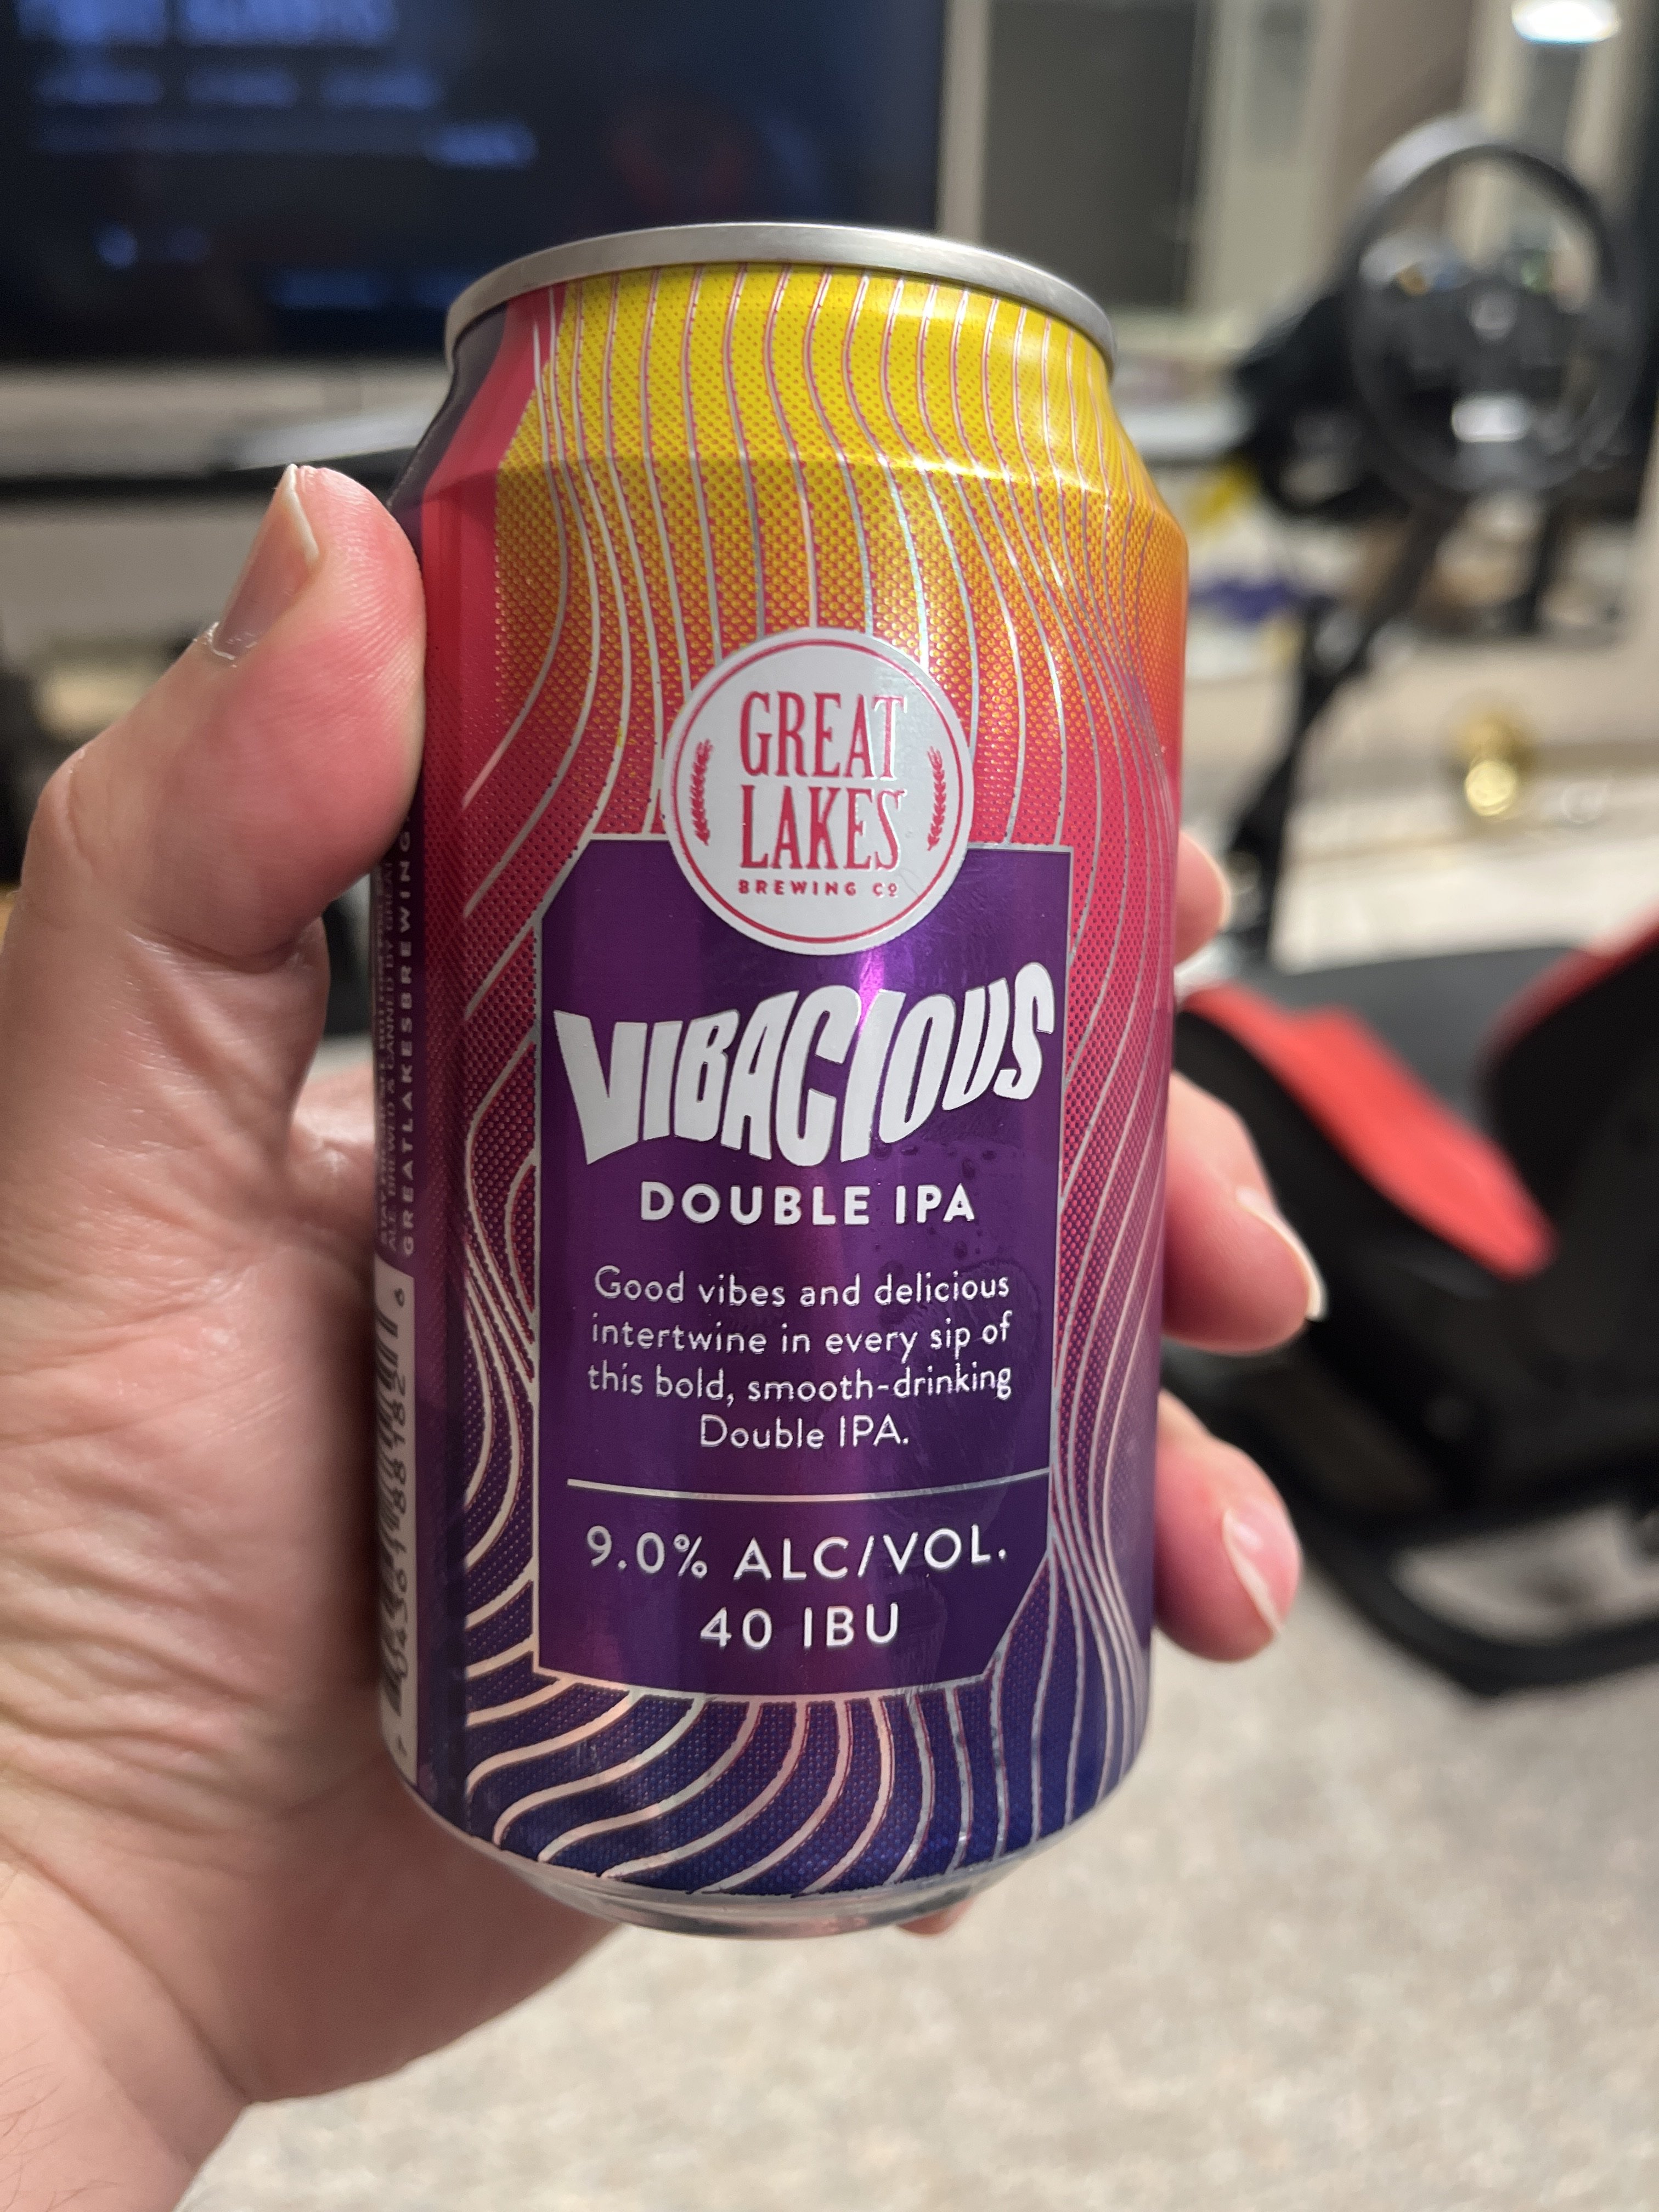 GREAT
LAKES
BREWING Cº
VIBACIOUS
DOUBLE IPA
Good vibes and delicious
intertwine in every sip of
this bold, smooth-drinking
Double IPA.
9.0% ALC/VOL.
40 IBU
GREATLAKESBREWING